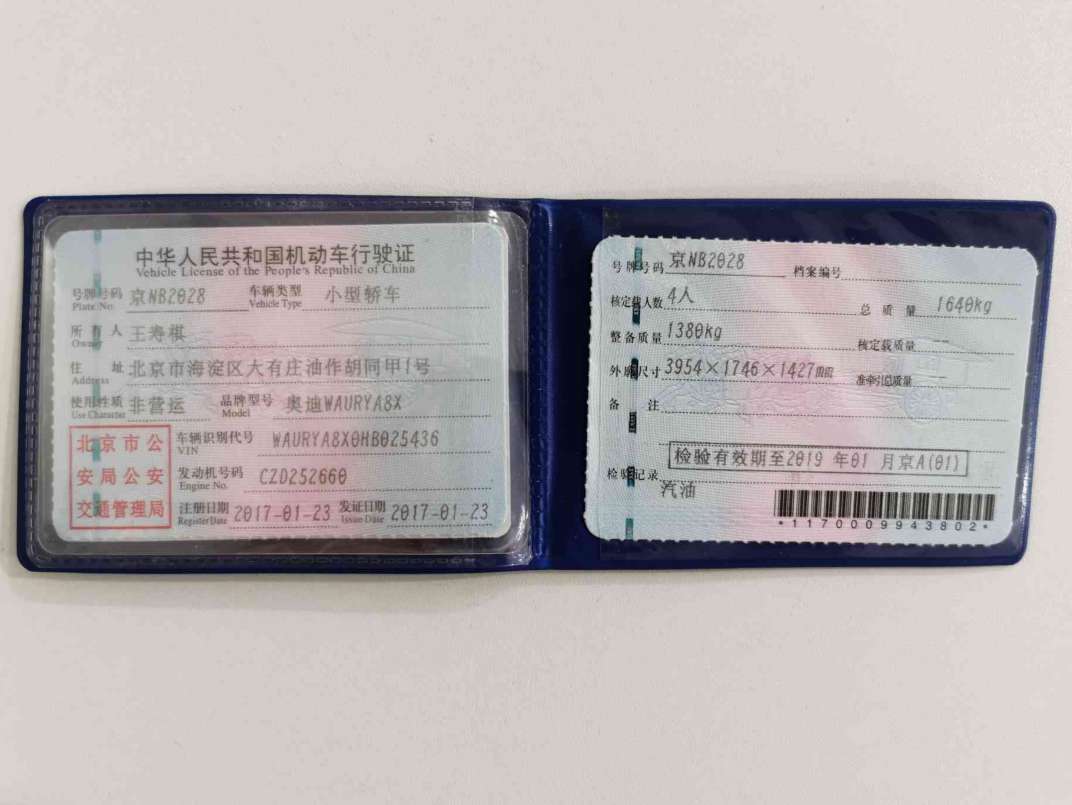 中华人民共和国机动车行驶证
Vehicle License of the People's Republic of China
号牌号码 京NB2028 车辆类型 小型轿车
Plate No. Vehicle Type
所有人 王寿棋
Owner
住址 北京市海淀区大有庄油作胡同甲1号
Address
使用性质 非营运 品牌型号 奥迪WAURYA8X
Use Character Model
北京市公安局公安交通管理局
车辆识别代号 WAURYA8X0HB025436
VIN
发动机号码 CZD252660
Engine No.
注册日期 2017-01-23 发证日期 2017-01-23
Register Date Issue Date
号牌号码 京NB2028 档案编号
核定载人数 4人 总质量 1640kg
整备质量 1380kg 核定载质量 --
外廓尺寸 3954×1746×1427mm 准牵引总质量 --
备注
检验记录 检验有效期至2019年01月京A(01)
汽油
*1170009943802*